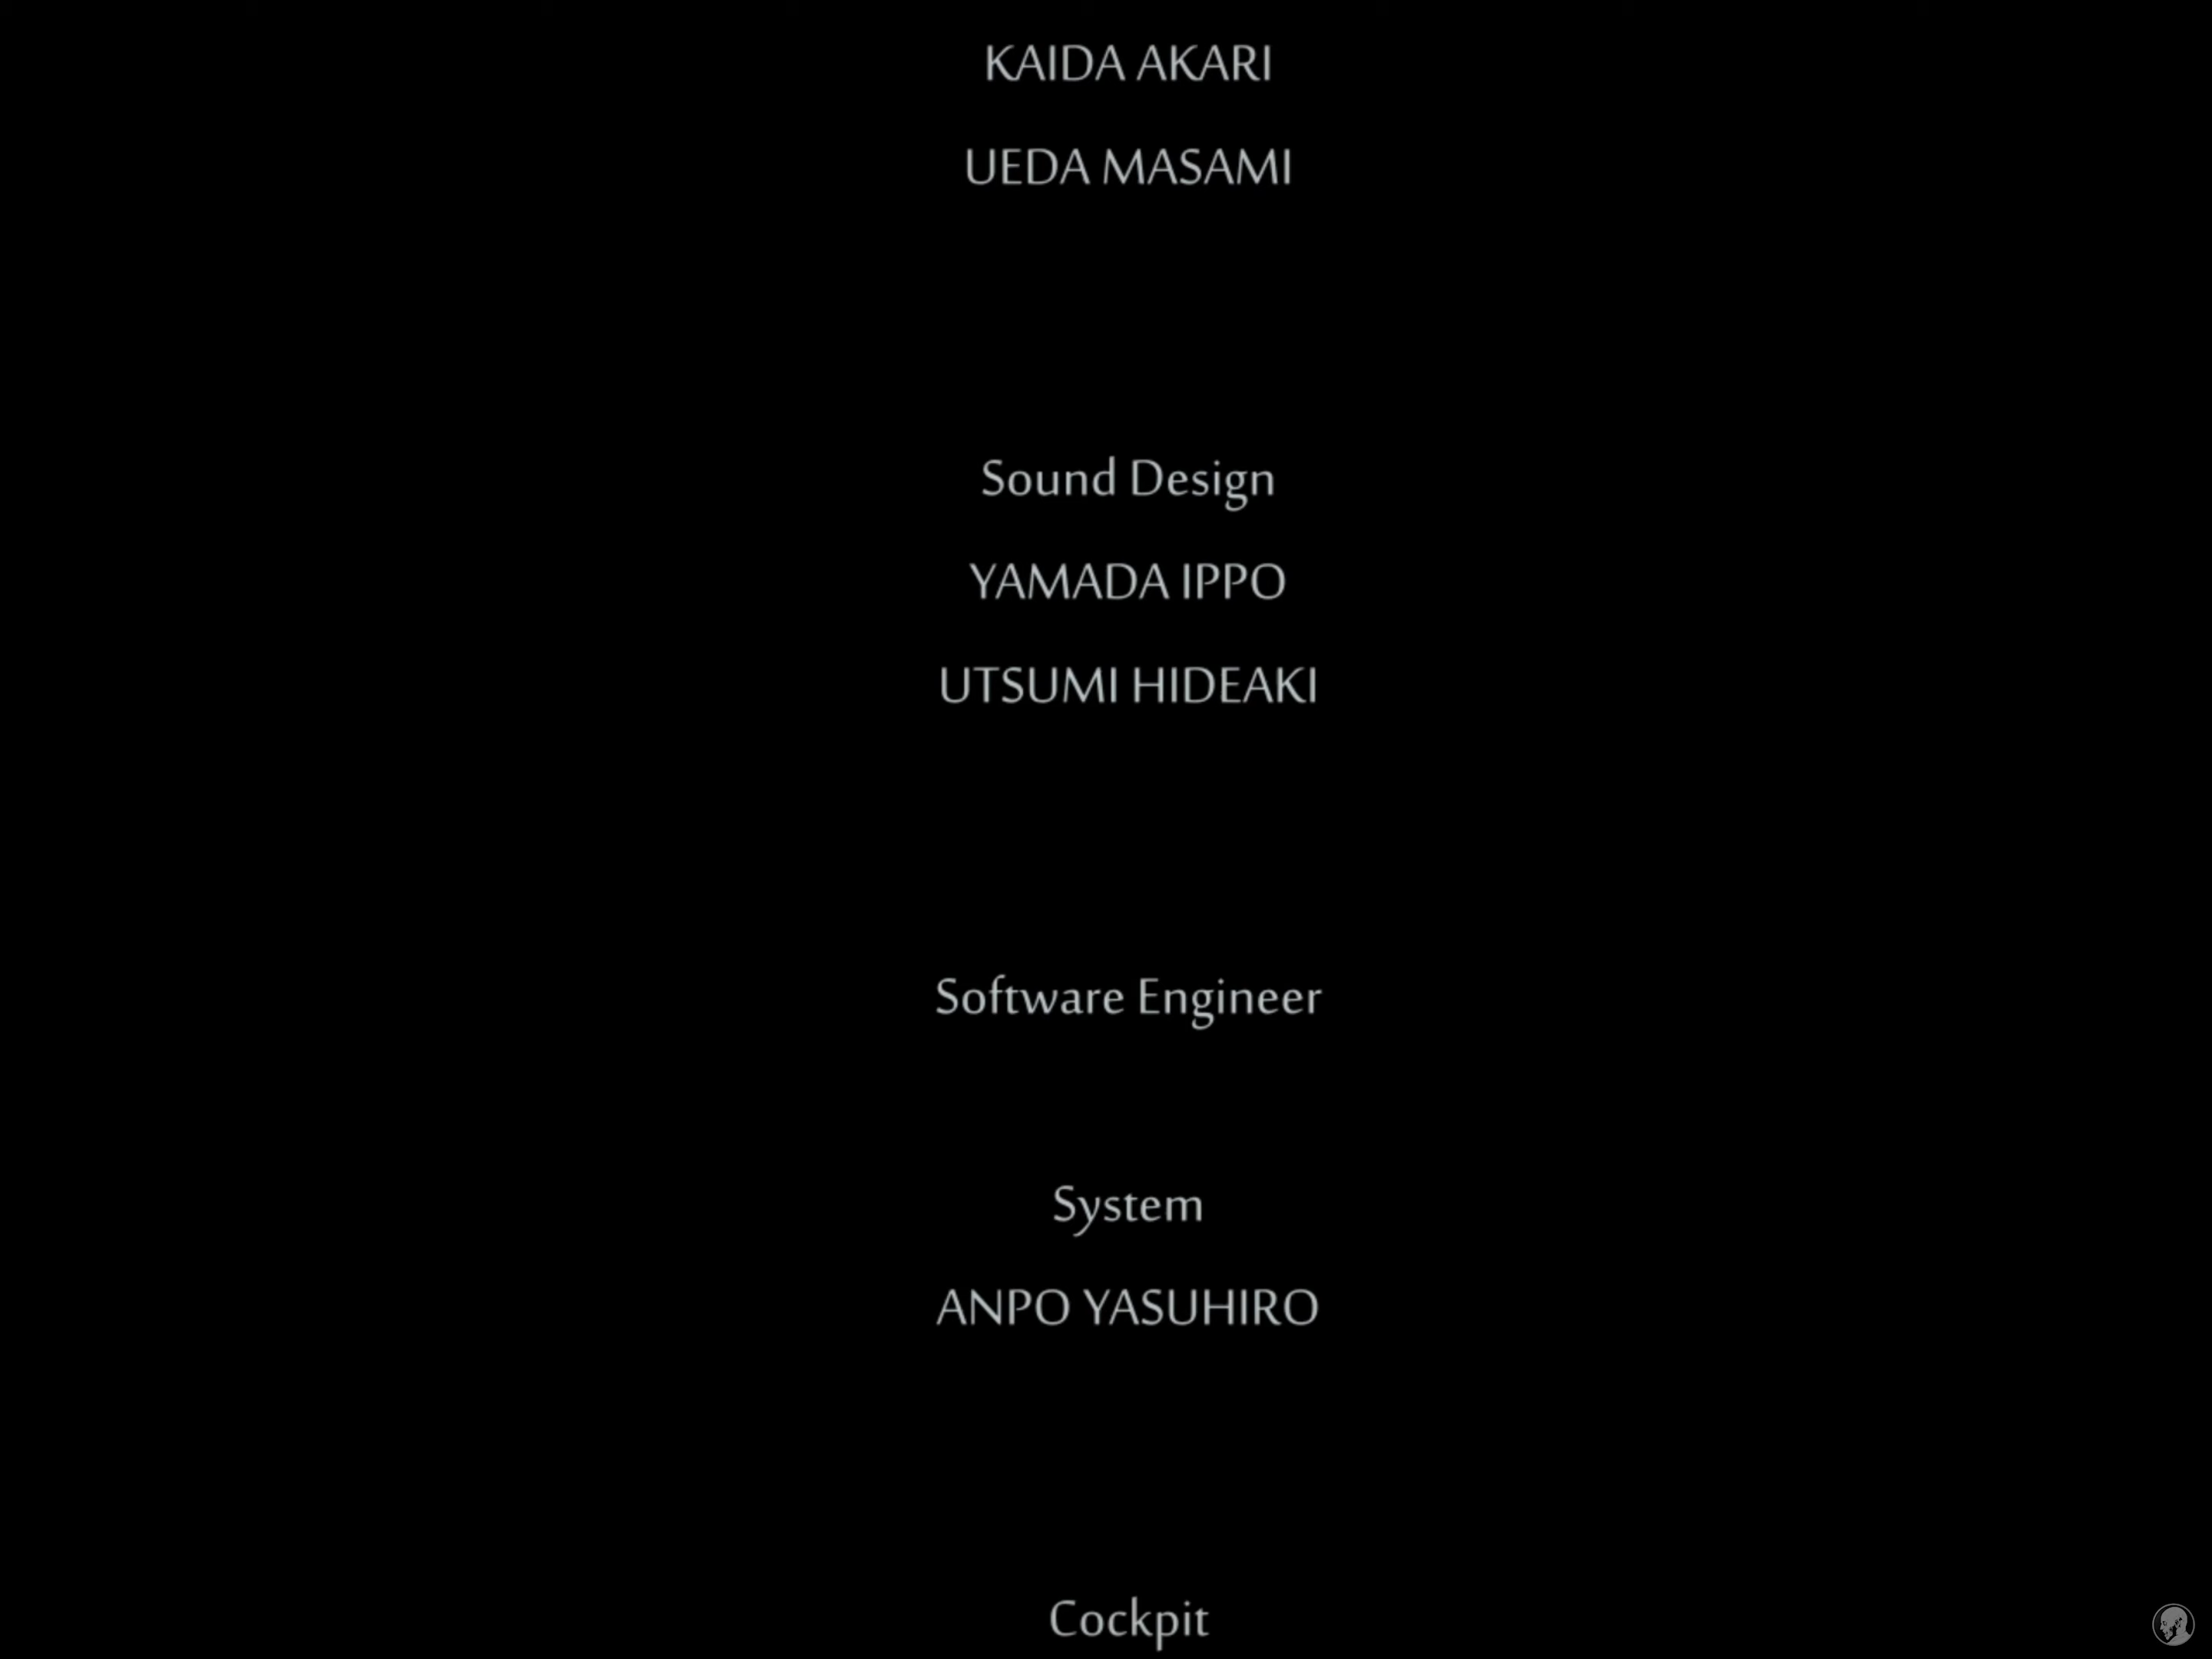 KAIDA AKARI
UEDA MASAMI
Sound Design
YAMADA IPPO
UTSUMI HIDEAKI
Software Engineer
System
ANPO YASUHIRO
Cockpit